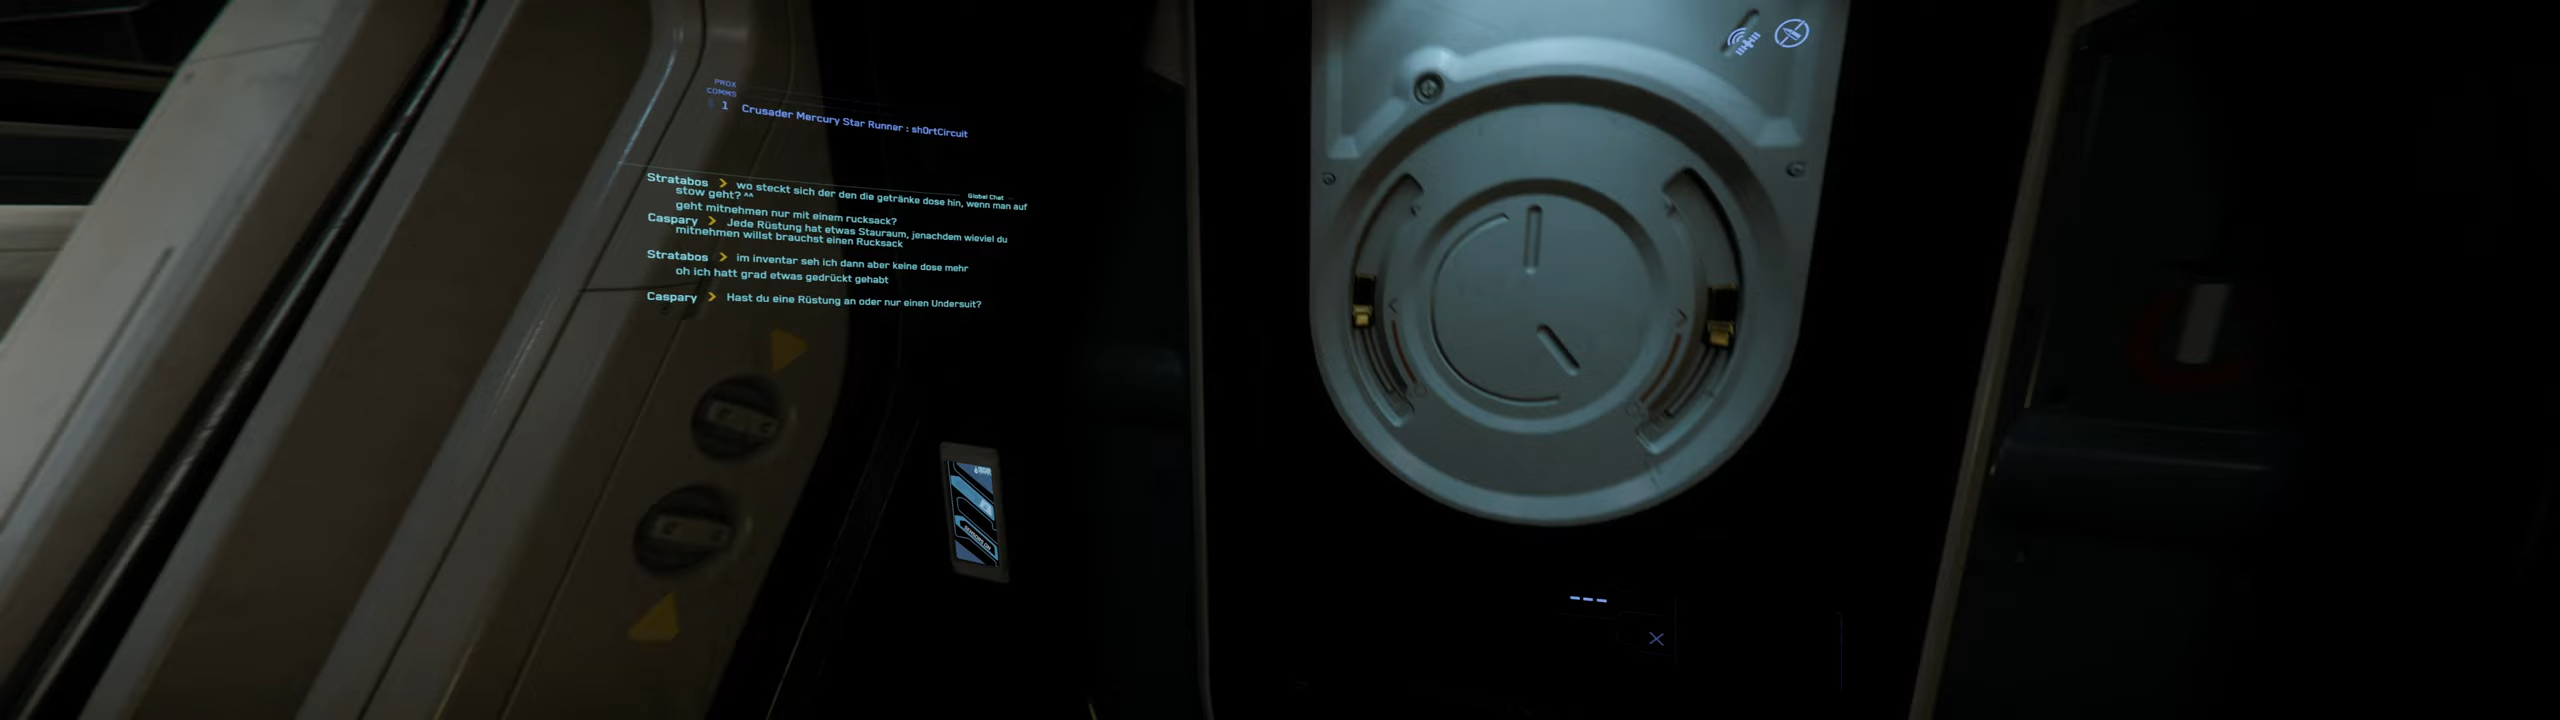 PROX
COMMS
1 Crusader Mercury Star Runner : sh0rtCircuit
Global Chat
Stratabos > wo steckt sich der den die getränke dose hin, wenn man auf
stow geht? ^^
geht mitnehmen nur mit einem rucksack?
Caspary > Jede Rüstung hat etwas Stauraum, jenachdem wieviel du
mitnehmen willst brauchst einen Rucksack
Stratabos > im inventar seh ich dann aber keine dose mehr
oh ich hatt grad etwas gedrückt gehabt
Caspary > Hast du eine Rüstung an oder nur einen Undersuit?
SENSORS ON